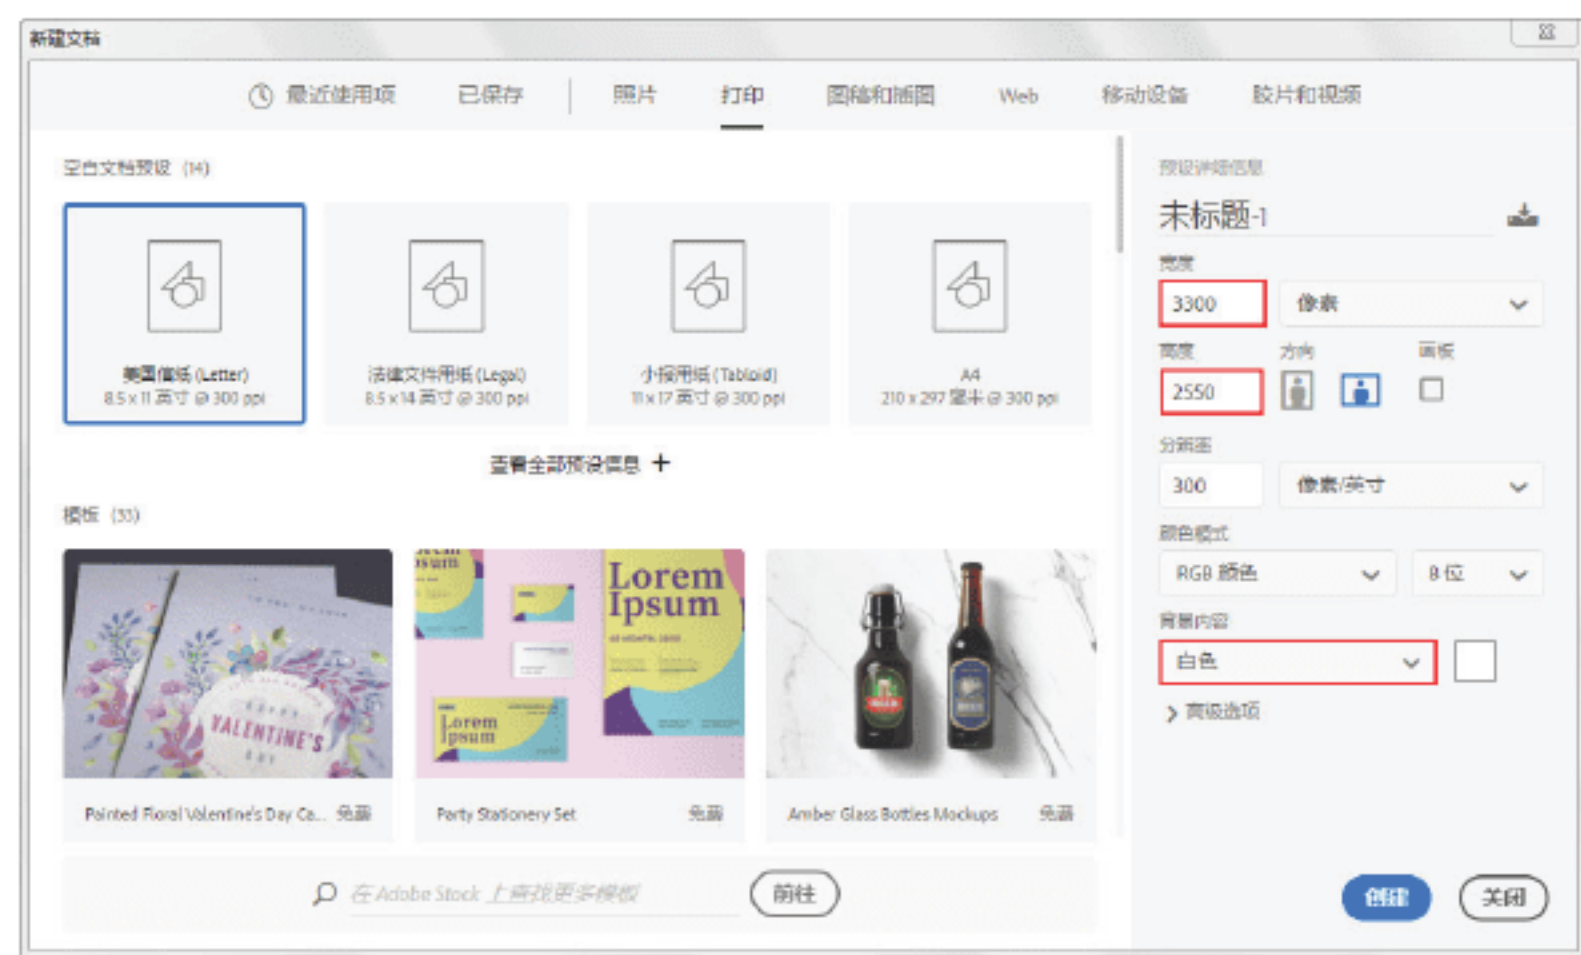 新建文档
最近使用项 已保存 照片 打印 图稿和插图 Web 移动设备 胶片和视频
空白文档预设 (14)
美国信纸 (Letter)
8.5 x 11 英寸 @ 300 ppi
法律文件用纸 (Legal)
8.5 x 14 英寸 @ 300 ppi
小报用纸 (Tabloid)
11 x 17 英寸 @ 300 ppi
A4
210 x 297 毫米 @ 300 ppi
查看全部预设信息 +
模板 (33)
HAPPY
VALENTINE'S
DAY
Lorem
Ipsum
Lorem
Ipsum
Painted Floral Valentine's Day Ca... 免费
Party Stationery Set 免费
Amber Glass Bottles Mockups 免费
在 Adobe Stock 上查找更多模板 前往
预设详细信息
未标题-1
宽度
3300 像素
高度 方向 画板
2550
分辨率
300 像素/英寸
颜色模式
RGB 颜色 8 位
背景内容
白色
高级选项
创建 关闭